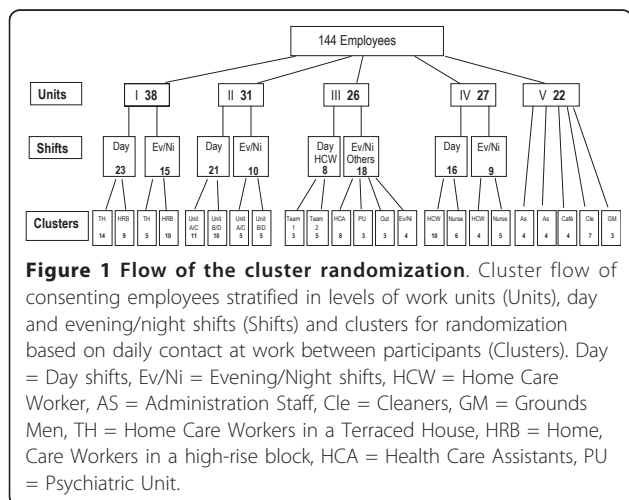 144 Employees
Units
I 38
II 31
III 26
IV 27
V 22
Shifts
Day
23
Ev/Ni
15
Day
21
Ev/Ni
10
Day
HCW
8
Ev/Ni
Others
18
Day
16
Ev/Ni
9
Clusters
TH
14
HRB
9
TH
5
HRB
10
Unit
A/C
11
Unit
B/D
10
Unit
A/C
5
Unit
B/D
5
Team
1
3
Team
2
5
HCA
8
PU
3
Out
3
Ev/Ni
4
HCW
10
Nurse
6
HCW
4
Nurse
5
As
4
As
4
Café
4
Cle
7
GM
3
Figure 1 Flow of the cluster randomization. Cluster flow of
consenting employees stratified in levels of work units (Units), day
and evening/night shifts (Shifts) and clusters for randomization
based on daily contact at work between participants (Clusters). Day
= Day shifts, Ev/Ni = Evening/Night shifts, HCW = Home Care
Worker, AS = Administration Staff, Cle = Cleaners, GM = Grounds
Men, TH = Home Care Workers in a Terraced House, HRB = Home,
Care Workers in a high-rise block, HCA = Health Care Assistants, PU
= Psychiatric Unit.